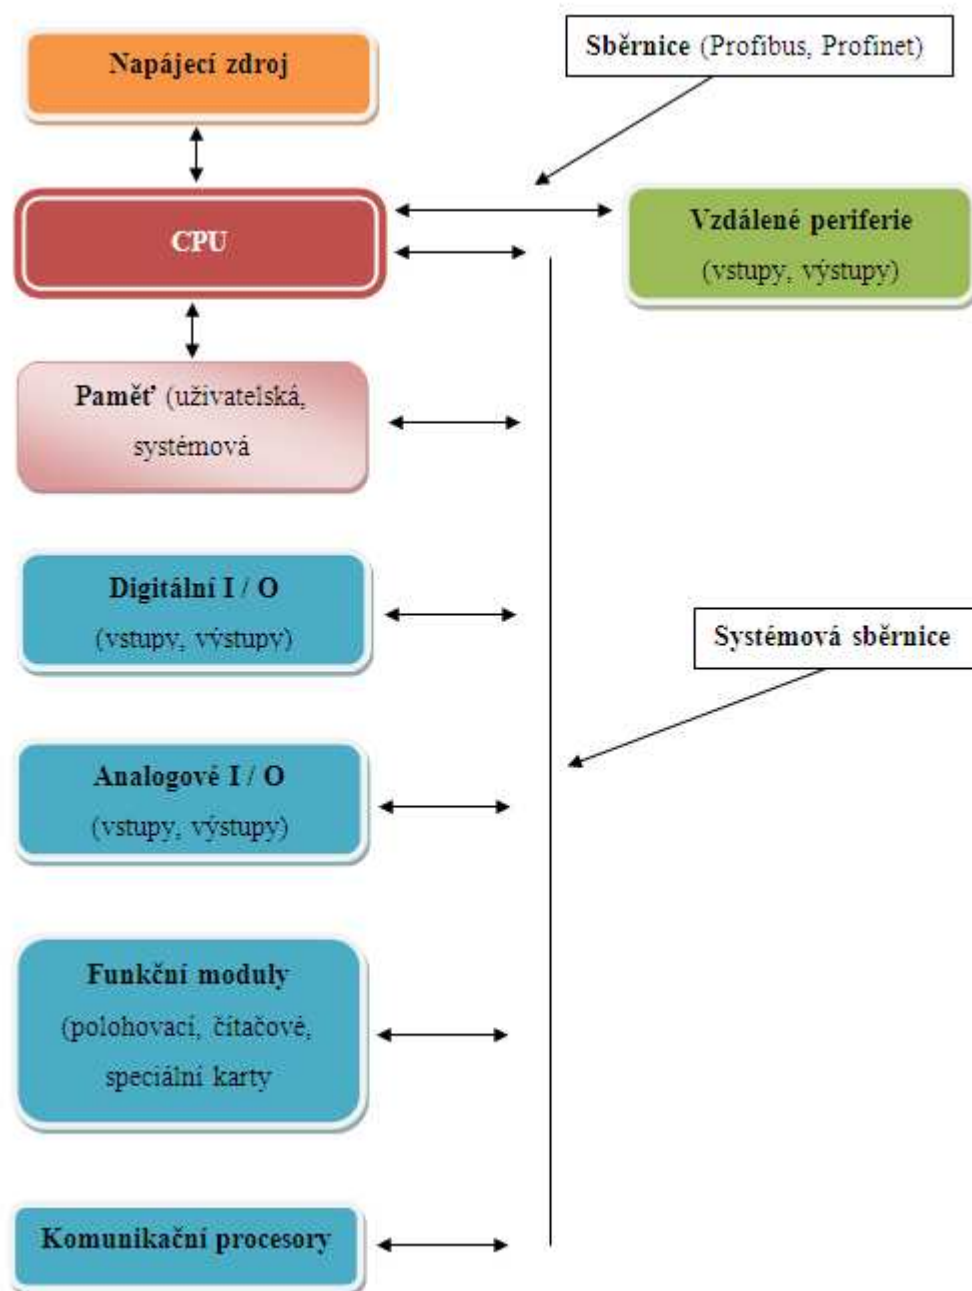 Napájecí zdroj
Sběrnice (Profibus, Profinet)
CPU
Vzdálené periferie
(vstupy, výstupy)
Paměť (uživatelská,
systémová
Digitální I / O
(vstupy, výstupy)
Systémová sběrnice
Analogové I / O
(vstupy, výstupy)
Funkční moduly
(polohovací, čítačové,
speciální karty
Komunikační procesory